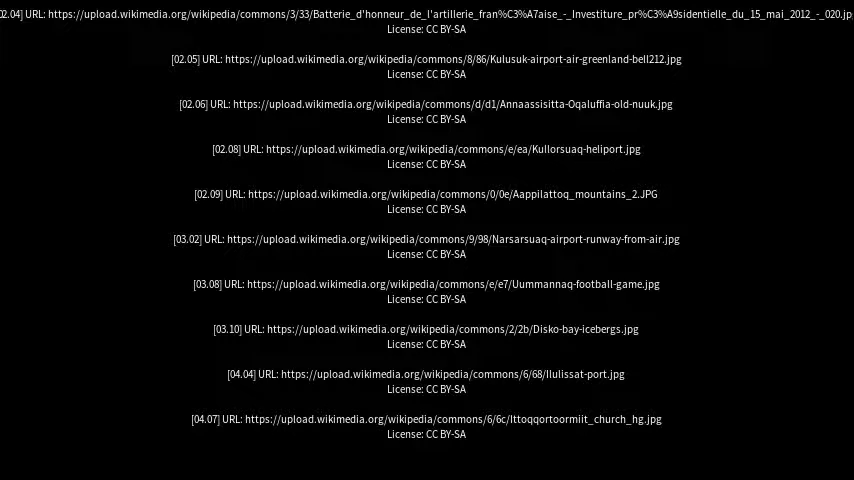 02.04] URL: https://upload.wikimedia.org/wikipedia/commons/3/33/Batterie_d'honneur_de_l'artillerie_fran%C3%A7aise_-_Investiture_pr%C3%A9sidentielle_du_15_mai_2012_-_020.jp
License: CC BY-SA
[02.05] URL: https://upload.wikimedia.org/wikipedia/commons/8/86/Kulusuk-airport-air-greenland-bell212.jpg
License: CC BY-SA
[02.06] URL: https://upload.wikimedia.org/wikipedia/commons/d/d1/Annaassisitta-Oqaluffia-old-nuuk.jpg
License: CC BY-SA
[02.08] URL: https://upload.wikimedia.org/wikipedia/commons/e/ea/Kullorsuaq-heliport.jpg
License: CC BY-SA
[02.09] URL: https://upload.wikimedia.org/wikipedia/commons/0/0e/Aappilattoq_mountains_2.JPG
License: CC BY-SA
[03.02] URL: https://upload.wikimedia.org/wikipedia/commons/9/98/Narsarsuaq-airport-runway-from-air.jpg
License: CC BY-SA
[03.08] URL: https://upload.wikimedia.org/wikipedia/commons/e/e7/Uummannaq-football-game.jpg
License: CC BY-SA
[03.10] URL: https://upload.wikimedia.org/wikipedia/commons/2/2b/Disko-bay-icebergs.jpg
License: CC BY-SA
[04.04] URL: https://upload.wikimedia.org/wikipedia/commons/6/68/Ilulissat-port.jpg
License: CC BY-SA
[04.07] URL: https://upload.wikimedia.org/wikipedia/commons/6/6c/Ittoqqortoormiit_church_hg.jpg
License: CC BY-SA